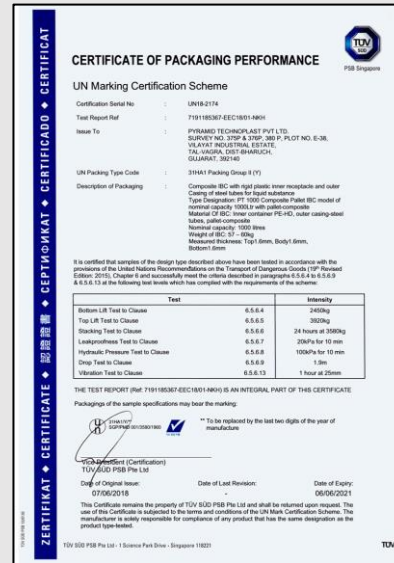 CERTIFICATE OF PACKAGING PERFORMANCE
TÜV
SÜD
PSB Singapore
UN Marking Certification Scheme
Certification Serial No : UN18-2174
Test Report Ref : 7191185367-EEC18/01-NKH
Issue To : PYRAMID TECHNOPLAST PVT LTD.
SURVEY NO. 375P & 376P, 380 P, PLOT NO. E-38,
VILAYAT INDUSTRIAL ESTATE,
TAL-VAGRA, DIST-BHARUCH,
GUJARAT, 392140
UN Packing Type Code : 31HA1 Packing Group II (Y)
Description of Packaging : Composite IBC with rigid plastic inner receptacle and outer
Casing of steel tubes for liquid substance
Type Designation: PT 1000 Composite Pallet IBC model of
nominal capacity 1000Ltr with pallet-composite
Material Of IBC: Inner container PE-HD, outer casing-steel
tubes, pallet-composite
Nominal capacity: 1000 litres
Weight of IBC: 57 – 60kg
Measured thickness: Top1.6mm, Body1.6mm,
Bottom1.6mm
It is certified that samples of the design type described above have been tested in accordance with the
provisions of the United Nations Recommendations on the Transport of Dangerous Goods (19th Revised
Edition: 2015), Chapter 6 and successfully meet the design criteria described in paragraphs 6.5.6.4 to 6.5.6.9
& 6.5.6.13 at the following test levels which has complied with the requirements of the scheme:
Test Intensity
Bottom Lift Test to Clause 6.5.6.4 2450kg
Top Lift Test to Clause 6.5.6.5 3920kg
Stacking Test to Clause 6.5.6.6 24 hours at 3580kg
Leakproofness Test to Clause 6.5.6.7 20kPa for 10 min
Hydraulic Pressure Test to Clause 6.5.6.8 100kPa for 10 min
Drop Test to Clause 6.5.6.9 1.9m
Vibration Test to Clause 6.5.6.13 1 hour at 25mm
THE TEST REPORT (Ref: 7191185367-EEC18/01-NKH) IS AN INTEGRAL PART OF THIS CERTIFICATE
Packagings of the sample specifications may bear the marking:
** To be replaced by the last two digits of the year of
manufacture
Vice President (Certification)
TÜV SÜD PSB Pte Ltd
Date of Original Issue: Date of Last Revision: Date of Expiry:
07/06/2018 - 06/06/2021
This Certificate remains the property of TÜV SÜD PSB Pte Ltd and shall be returned upon request. The
use of this Certificate is subjected to the terms and conditions of the UN Mark Certification Scheme. The
manufacturer is solely responsible for compliance of any product that has the same designation as the
product type-tested.
TÜV SÜD PSB Pte Ltd - 1 Science Park Drive - Singapore 118221
ZERTIFIKAT ◆ CERTIFICATE ◆ 認證證書 ◆ СЕРТИФИКАТ ◆ CERTIFICADO ◆ CERTIFICAT